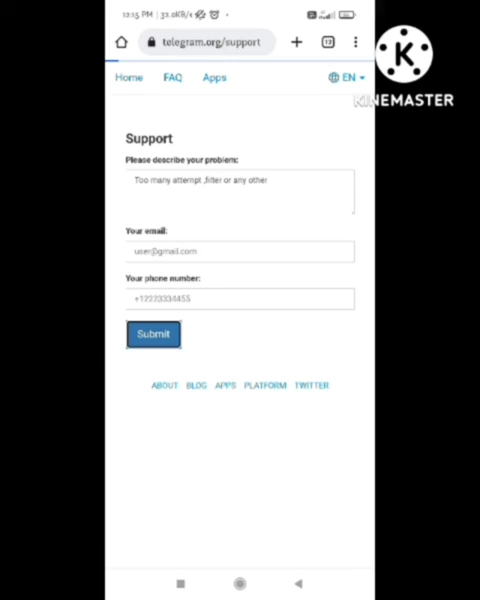 12:15 PM | 32.0KB/s
telegram.org/support
Home FAQ Apps EN
Support
Please describe your problem:
Too many attempt ,filter or any other
Your email:
user@gmail.com
Your phone number:
+12223334455
Submit
ABOUT BLOG APPS PLATFORM TWITTER
K
KINEMASTER